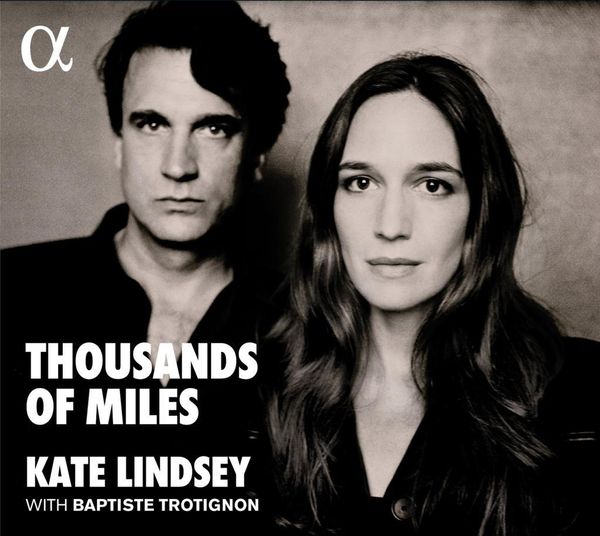 α
THOUSANDS
OF MILES
KATE LINDSEY
WITH BAPTISTE TROTIGNON